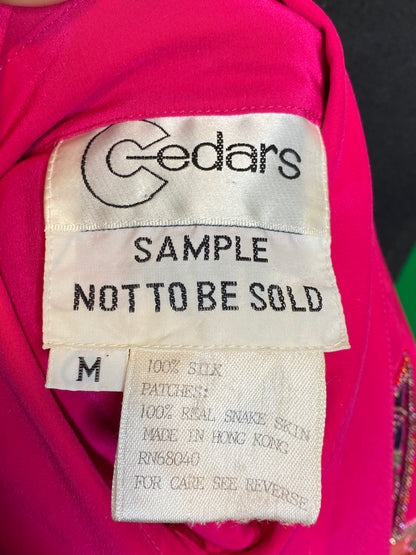 Cedars
SAMPLE
NOT TO BE SOLD
M
100% SILK
PATCHES:
100% REAL SNAKE SKIN
MADE IN HONG KONG
RN68040
FOR CARE SEE REVERSE